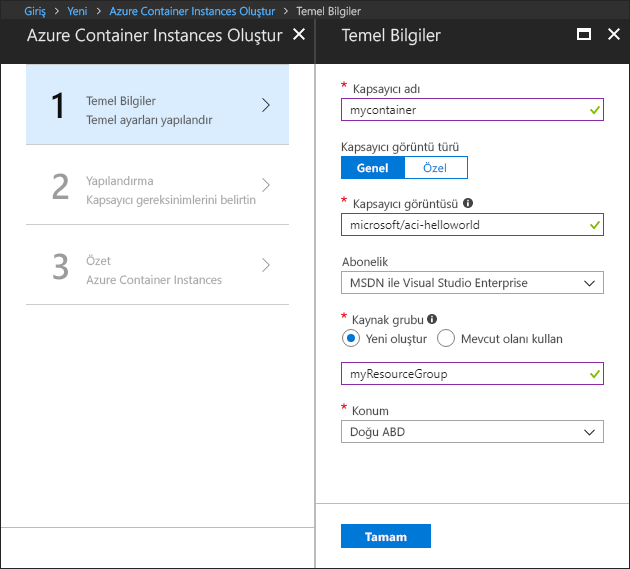 Giriş > Yeni > Azure Container Instances Oluştur > Temel Bilgiler
Azure Container Instances Oluştur
1
Temel Bilgiler
Temel ayarları yapılandır
2
Yapılandırma
Kapsayıcı gereksinimlerini belirtin
3
Özet
Azure Container Instances
Temel Bilgiler
* Kapsayıcı adı
mycontainer
Kapsayıcı görüntü türü
Genel Özel
* Kapsayıcı görüntüsü
microsoft/aci-helloworld
Abonelik
MSDN ile Visual Studio Enterprise
* Kaynak grubu
Yeni oluştur Mevcut olanı kullan
myResourceGroup
* Konum
Doğu ABD
Tamam